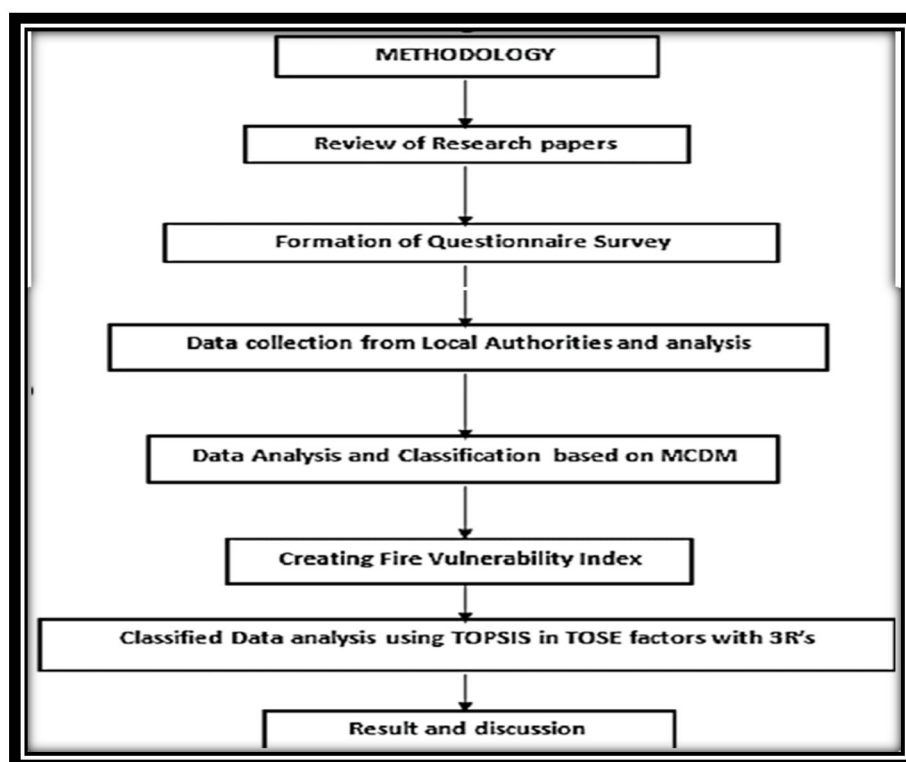 METHODOLOGY
Review of Research papers
Formation of Questionnaire Survey
Data collection from Local Authorities and analysis
Data Analysis and Classification based on MCDM
Creating Fire Vulnerability Index
Classified Data analysis using TOPSIS in TOSE factors with 3R's
Result and discussion